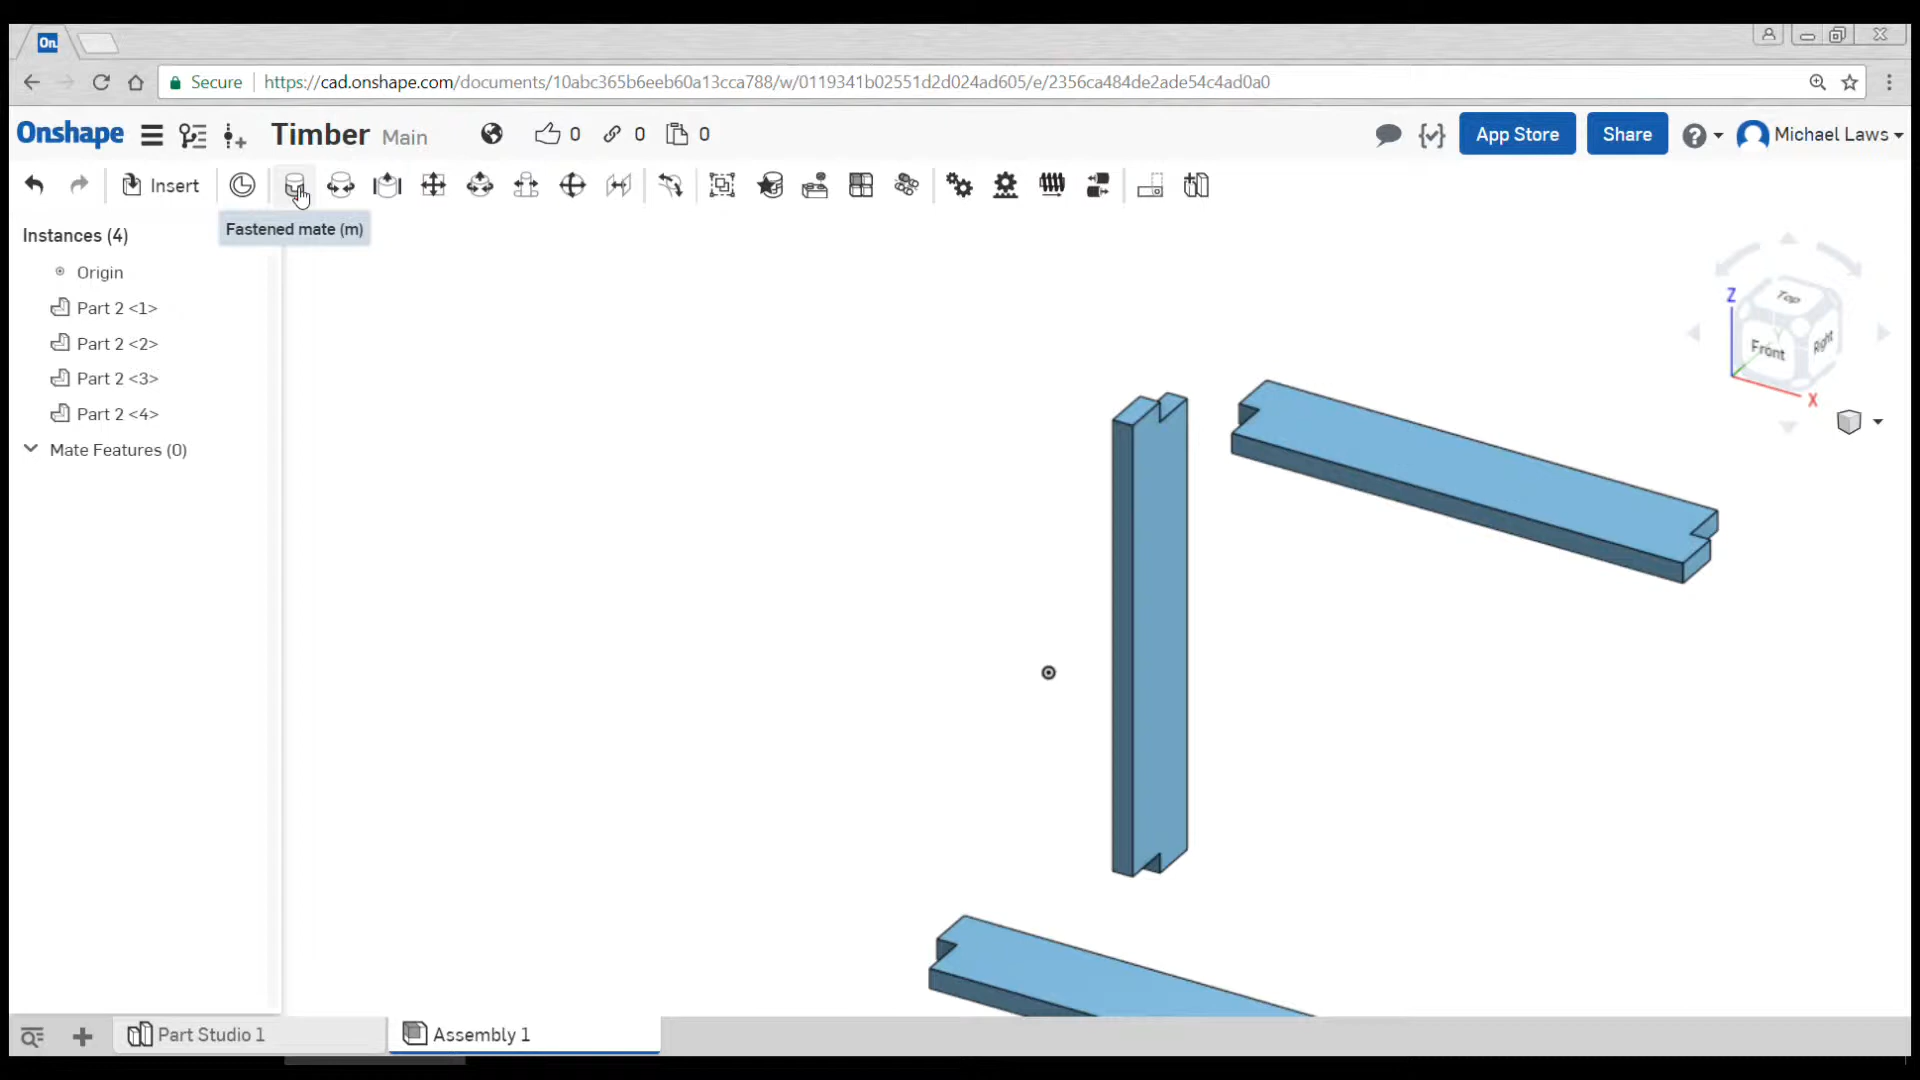 On
Secure https://cad.onshape.com/documents/10abc365b6eeb60a13cca788/w/0119341b02551d2d024ad605/e/2356ca484de2ade54c4ad0a0
Onshape Timber Main 0 0 0 App Store Share ? Michael Laws
Insert
Fastened mate (m)
Instances (4)
Origin
Part 2 <1>
Part 2 <2>
Part 2 <3>
Part 2 <4>
Mate Features (0)
Top
Z
Front Right
X
Part Studio 1 Assembly 1